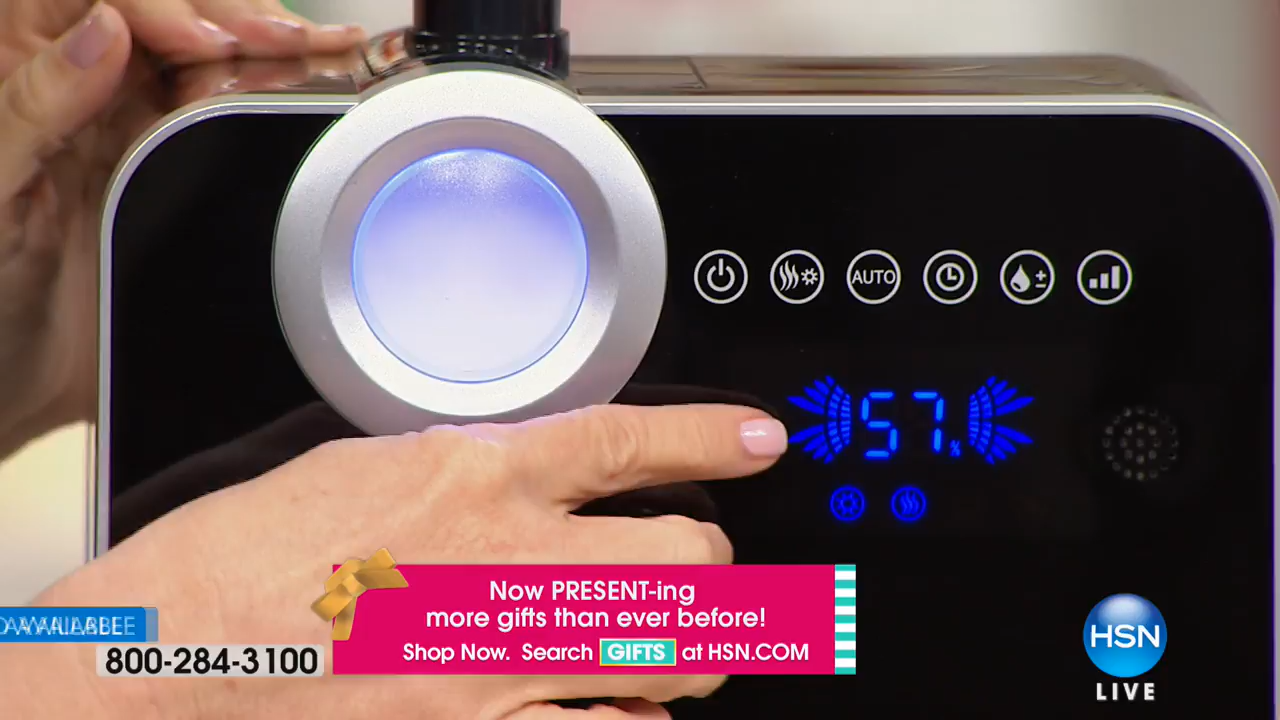 AUTO
57%
Now PRESENT-ing
more gifts than ever before!
Shop Now. Search GIFTS at HSN.COM
800-284-3100
HSN
LIVE